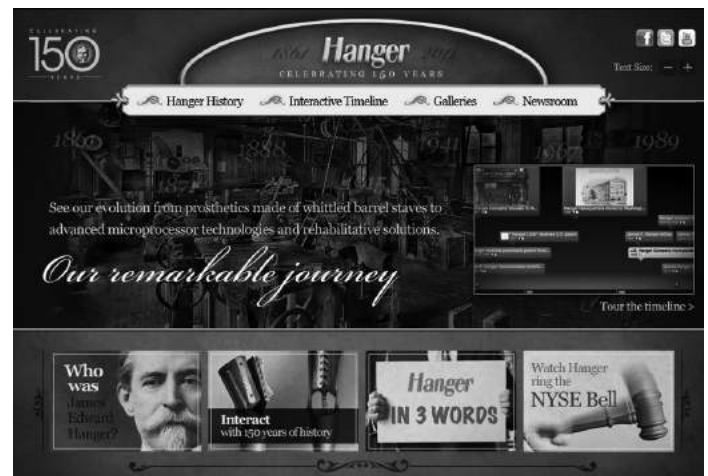 CELEBRATING
150
YEARS
1861 Hanger 2011
CELEBRATING 150 YEARS
Text Size: − +
Hanger History Interactive Timeline Galleries Newsroom
1861 1888 1941 1967 1989
See our evolution from prosthetics made of whittled barrel staves to
advanced microprocessor technologies and rehabilitative solutions.
Our remarkable journey
Tour the timeline >
Who
was
James
Edward
Hanger?
Interact
with 150 years of history
Hanger
IN 3 WORDS
Watch Hanger
ring the
NYSE Bell